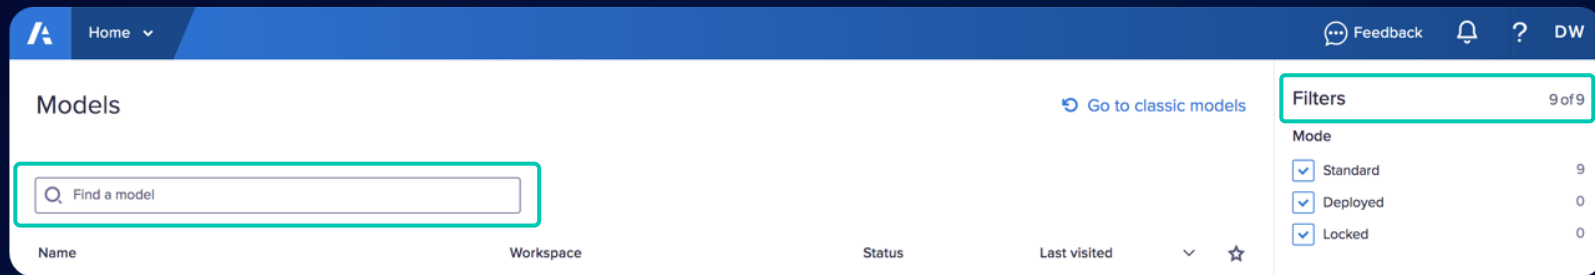 Home
Feedback
?
DW
Models
Go to classic models
Filters
9 of 9
Mode
Find a model
Standard 9
Deployed 0
Locked 0
Name Workspace Status Last visited